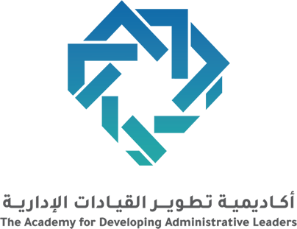 أكاديمية تطوير القيادات الإدارية
The Academy for Developing Administrative Leaders